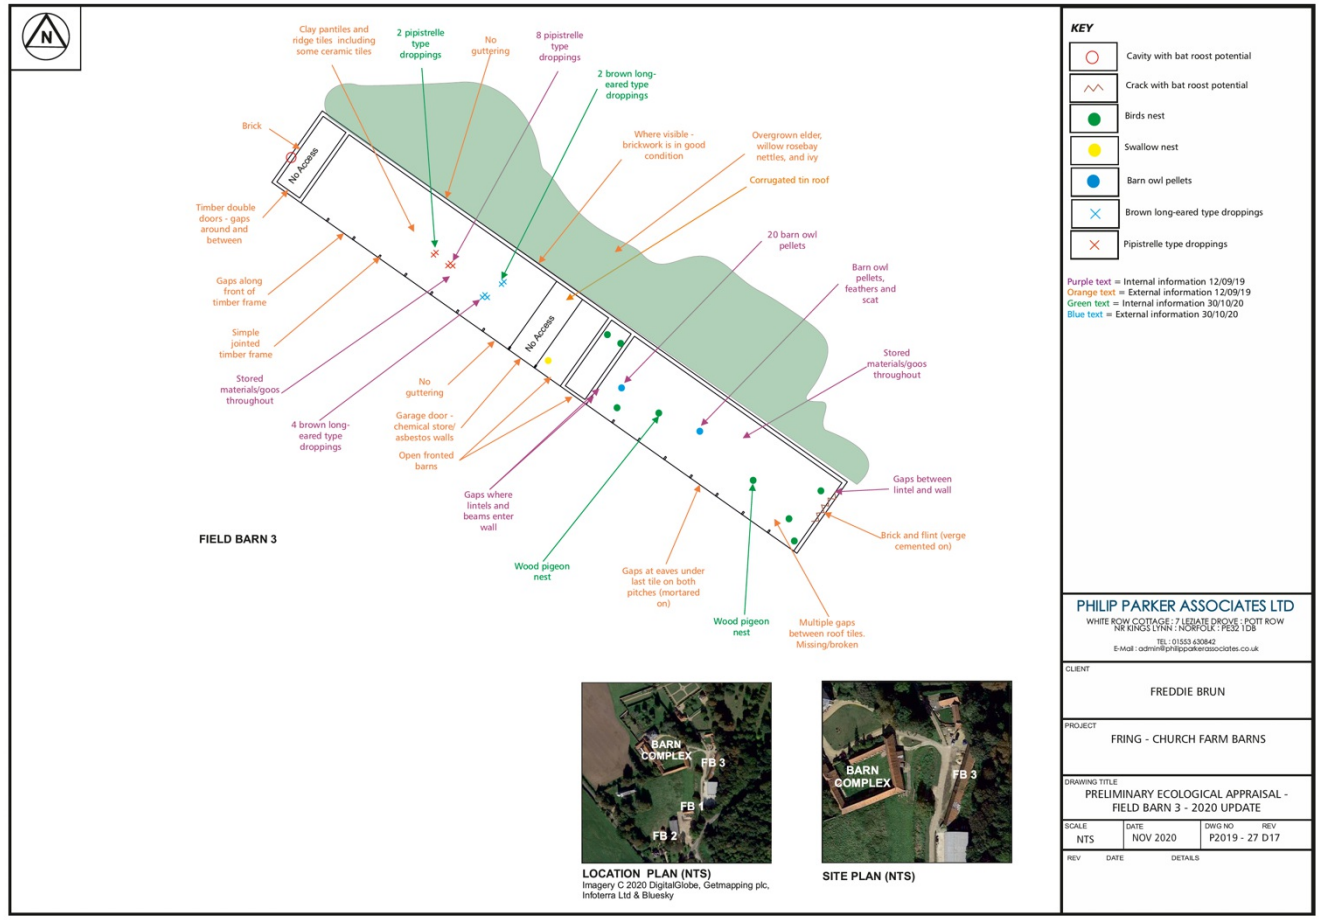 N
Clay pantiles and
ridge tiles including
some ceramic tiles
2 pipistrelle
type
droppings
No
guttering
8 pipistrelle
type
droppings
2 brown long-
eared type
droppings
Brick
No Access
Where visible -
brickwork is in good
condition
Overgrown elder,
willow rosebay
nettles, and ivy
Corrugated tin roof
Timber double
doors - gaps
around and
between
20 barn owl
pellets
Barn owl
pellets,
feathers and
scat
Gaps along
front of
timber frame
Simple
jointed
timber frame
No Access
Stored
materials/goos
throughout
Stored
materials/goos
throughout
4 brown long-
eared type
droppings
No
guttering
Garage door -
chemical store/
asbestos walls
Open fronted
barns
Gaps where
lintels and
beams enter
wall
Gaps between
lintel and wall
Brick and flint (verge
cemented on)
Wood pigeon
nest
Gaps at eaves under
last tile on both
pitches (mortared
on)
Wood pigeon
nest
Multiple gaps
between roof tiles.
Missing/broken
FIELD BARN 3
BARN
COMPLEX
FB 3
FB 1
FB 2
LOCATION PLAN (NTS)
Imagery C 2020 DigitalGlobe, Getmapping plc,
Infoterra Ltd & Bluesky
BARN
COMPLEX
FB 3
SITE PLAN (NTS)
KEY
Cavity with bat roost potential
Crack with bat roost potential
Birds nest
Swallow nest
Barn owl pellets
Brown long-eared type droppings
Pipistrelle type droppings
Purple text = Internal information 12/09/19
Orange text = External information 12/09/19
Green text = Internal information 30/10/20
Blue text = External information 30/10/20
PHILIP PARKER ASSOCIATES LTD
WHITE ROW COTTAGE : 7 LEZIATE DROVE : POTT ROW
NR KINGS LYNN : NORFOLK : PE32 1DB
TEL : 01553 630842
E-Mail : admin@philipparkerassociates.co.uk
CLIENT
FREDDIE BRUN
PROJECT
FRING - CHURCH FARM BARNS
DRAWING TITLE
PRELIMINARY ECOLOGICAL APPRAISAL -
FIELD BARN 3 - 2020 UPDATE
SCALE DATE DWG NO REV
NTS NOV 2020 P2019 - 27 D17
REV DATE DETAILS